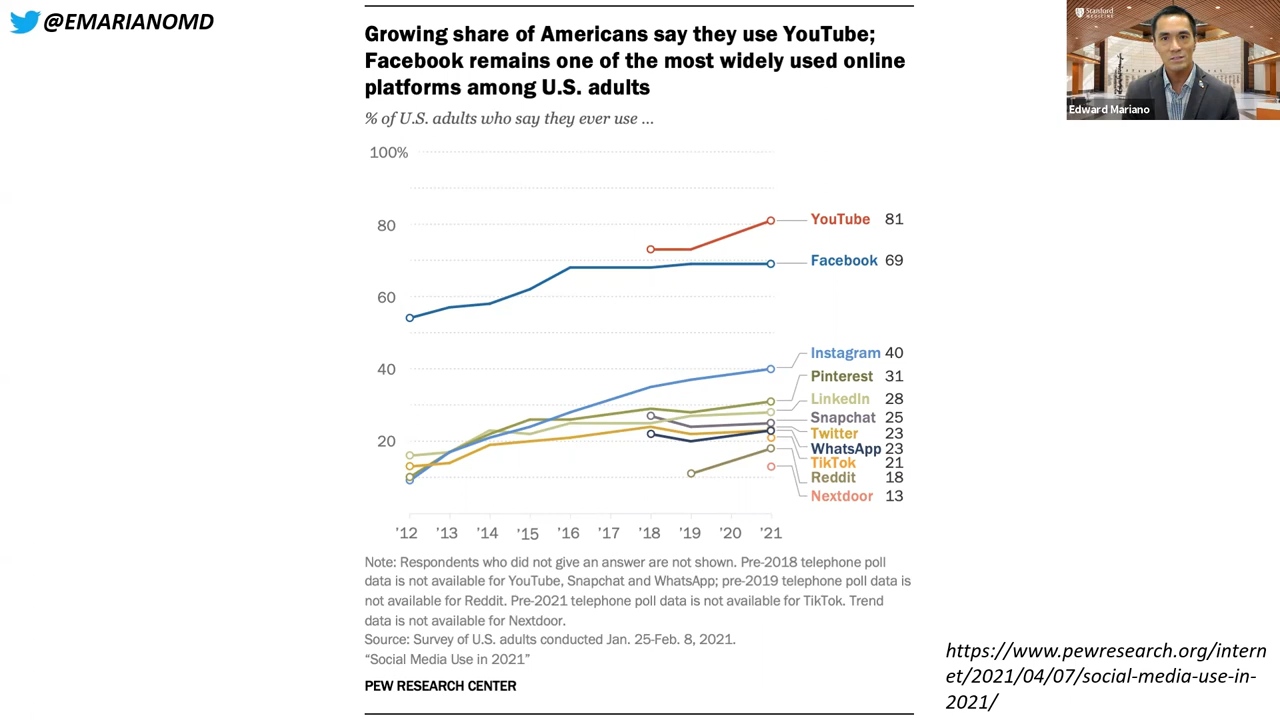 @EMARIANOMD
Growing share of Americans say they use YouTube;
Facebook remains one of the most widely used online
platforms among U.S. adults
% of U.S. adults who say they ever use ...
100%
80
60
40
20
YouTube 81
Facebook 69
Instagram 40
Pinterest 31
LinkedIn 28
Snapchat 25
Twitter 23
WhatsApp 23
TikTok 21
Reddit 18
Nextdoor 13
'12 '13 '14 '15 '16 '17 '18 '19 '20 '21
Note: Respondents who did not give an answer are not shown. Pre-2018 telephone poll
data is not available for YouTube, Snapchat and WhatsApp; pre-2019 telephone poll data is
not available for Reddit. Pre-2021 telephone poll data is not available for TikTok. Trend
data is not available for Nextdoor.
Source: Survey of U.S. adults conducted Jan. 25-Feb. 8, 2021.
“Social Media Use in 2021”
PEW RESEARCH CENTER
Stanford
MEDICINE
Edward Mariano
https://www.pewresearch.org/intern
et/2021/04/07/social-media-use-in-
2021/